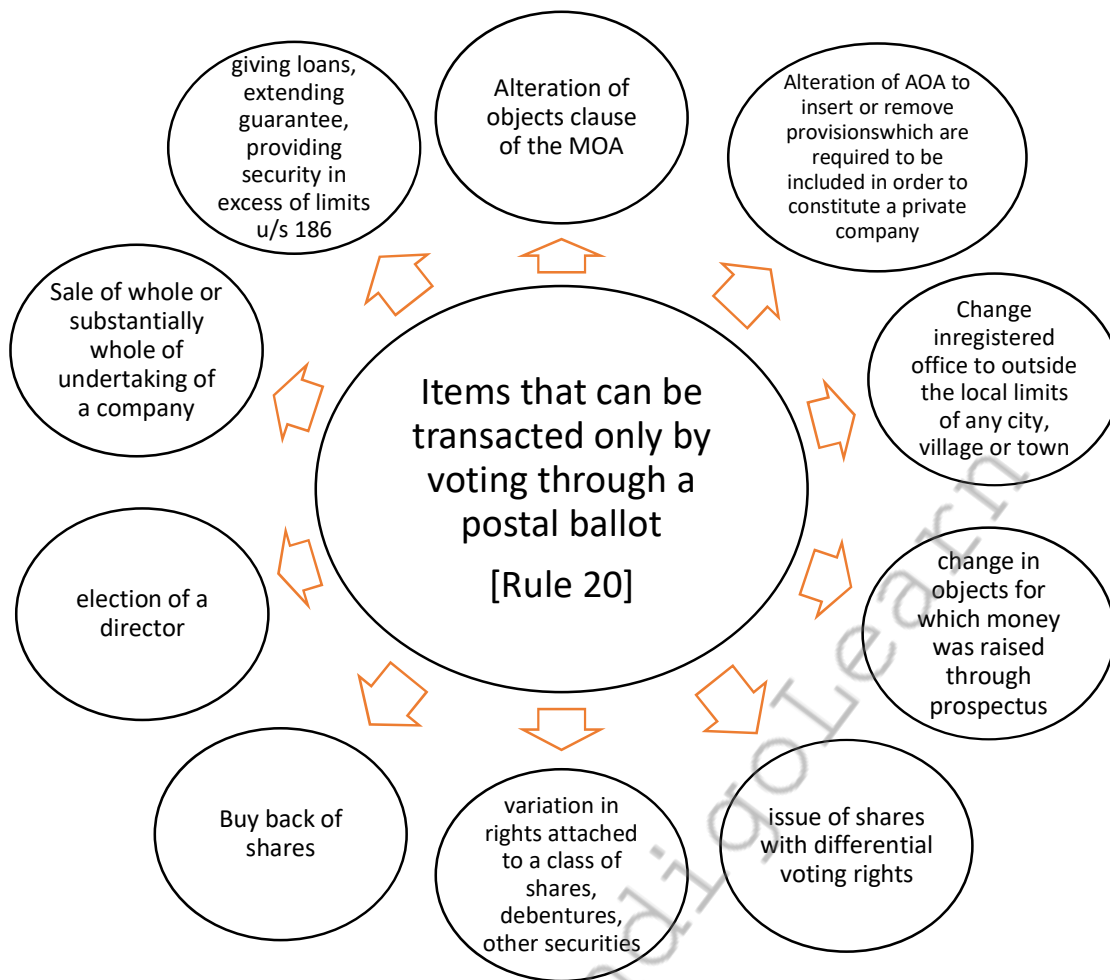 Items that can be
transacted only by
voting through a
postal ballot
[Rule 20]
Alteration of
objects clause
of the MOA
Alteration of AOA to
insert or remove
provisionswhich are
required to be
included in order to
constitute a private
company
Change
inregistered
office to outside
the local limits
of any city,
village or town
change in
objects for
which money
was raised
through
prospectus
issue of shares
with differential
voting rights
variation in
rights attached
to a class of
shares,
debentures,
other securities
Buy back of
shares
election of a
director
Sale of whole or
substantially
whole of
undertaking of
a company
giving loans,
extending
guarantee,
providing
security in
excess of limits
u/s 186
ndigoLearn